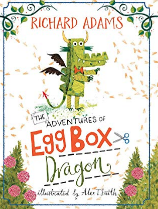 RICHARD ADAMS
THE
ADVENTURES OF
Egg Box
Dragon
illustrated by Alex T. Smith